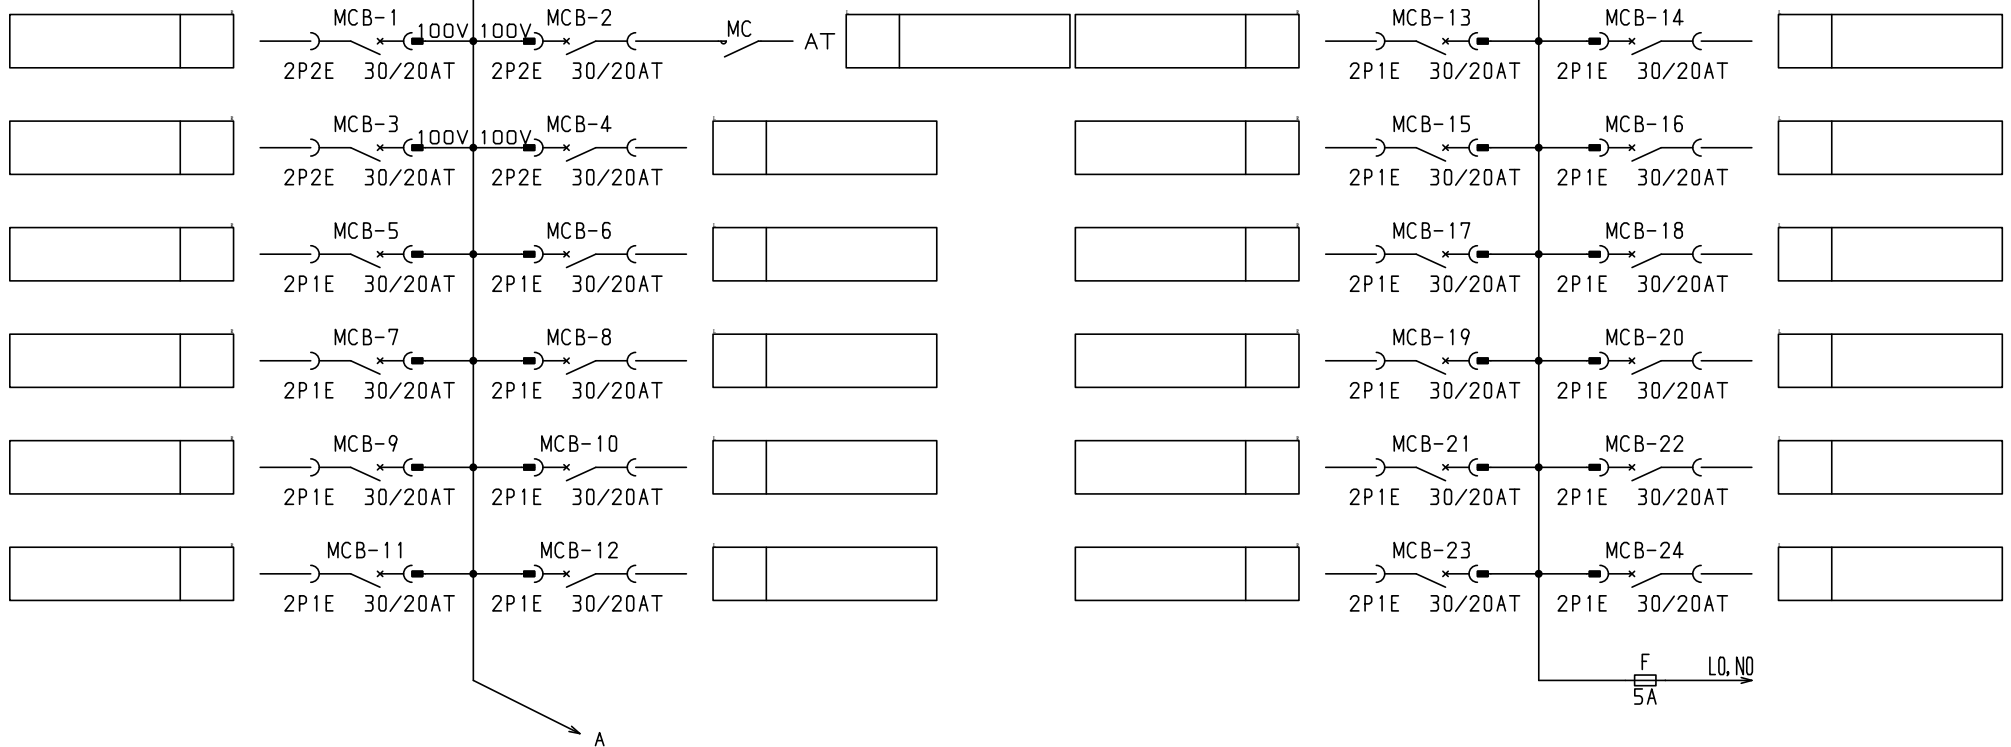 MCB-1 100V 100V MCB-2 MC AT MCB-13 MCB-14
2P2E 30/20AT 2P2E 30/20AT 2P1E 30/20AT 2P1E 30/20AT
MCB-3 100V 100V MCB-4 MCB-15 MCB-16
2P2E 30/20AT 2P2E 30/20AT 2P1E 30/20AT 2P1E 30/20AT
MCB-5 MCB-6 MCB-17 MCB-18
2P1E 30/20AT 2P1E 30/20AT 2P1E 30/20AT 2P1E 30/20AT
MCB-7 MCB-8 MCB-19 MCB-20
2P1E 30/20AT 2P1E 30/20AT 2P1E 30/20AT 2P1E 30/20AT
MCB-9 MCB-10 MCB-21 MCB-22
2P1E 30/20AT 2P1E 30/20AT 2P1E 30/20AT 2P1E 30/20AT
MCB-11 MCB-12 MCB-23 MCB-24
2P1E 30/20AT 2P1E 30/20AT 2P1E 30/20AT 2P1E 30/20AT
F L0,N0
5A
A